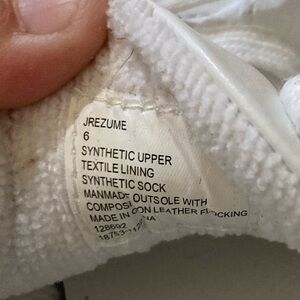 JREZUME
6
SYNTHETIC UPPER
TEXTILE LINING
SYNTHETIC SOCK
MANMADE OUTSOLE WITH
LEATHER FLOCKING
MADE IN
128692